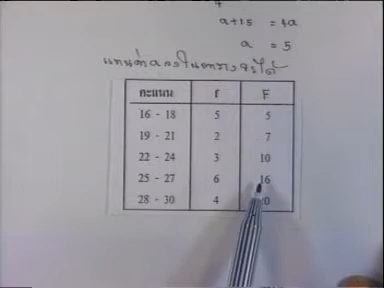 a+15 = 4a
a = 5
แทนค่า a ลงในตารางจะได้
คะแนน f F
16 - 18 5 5
19 - 21 2 7
22 - 24 3 10
25 - 27 6 16
28 - 30 4